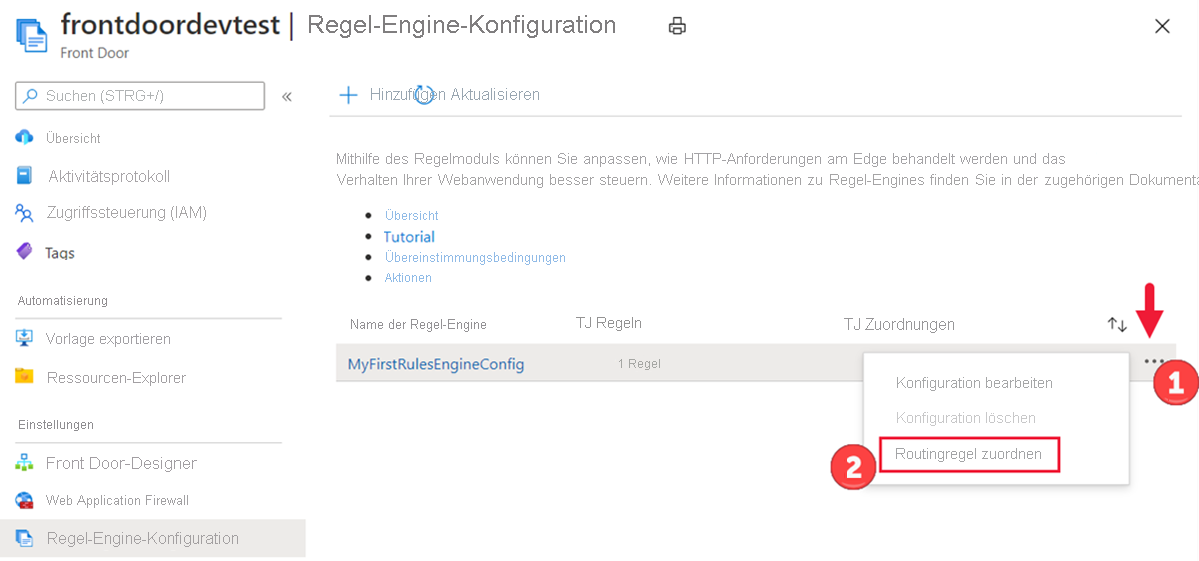 frontdoordevtest | Regel-Engine-Konfiguration
Front Door
Suchen (STRG+/)
«
Hinzufügen Aktualisieren
Übersicht
Aktivitätsprotokoll
Zugriffssteuerung (IAM)
Tags
Automatisierung
Vorlage exportieren
Ressourcen-Explorer
Einstellungen
Front Door-Designer
Web Application Firewall
Regel-Engine-Konfiguration
Mithilfe des Regelmoduls können Sie anpassen, wie HTTP-Anforderungen am Edge behandelt werden und das
Verhalten Ihrer Webanwendung besser steuern. Weitere Informationen zu Regel-Engines finden Sie in der zugehörigen Dokumenta
Übersicht
Tutorial
Übereinstimmungsbedingungen
Aktionen
Name der Regel-Engine TJ Regeln TJ Zuordnungen
MyFirstRulesEngineConfig 1 Regel
1
Konfiguration bearbeiten
Konfiguration löschen
2 Routingregel zuordnen